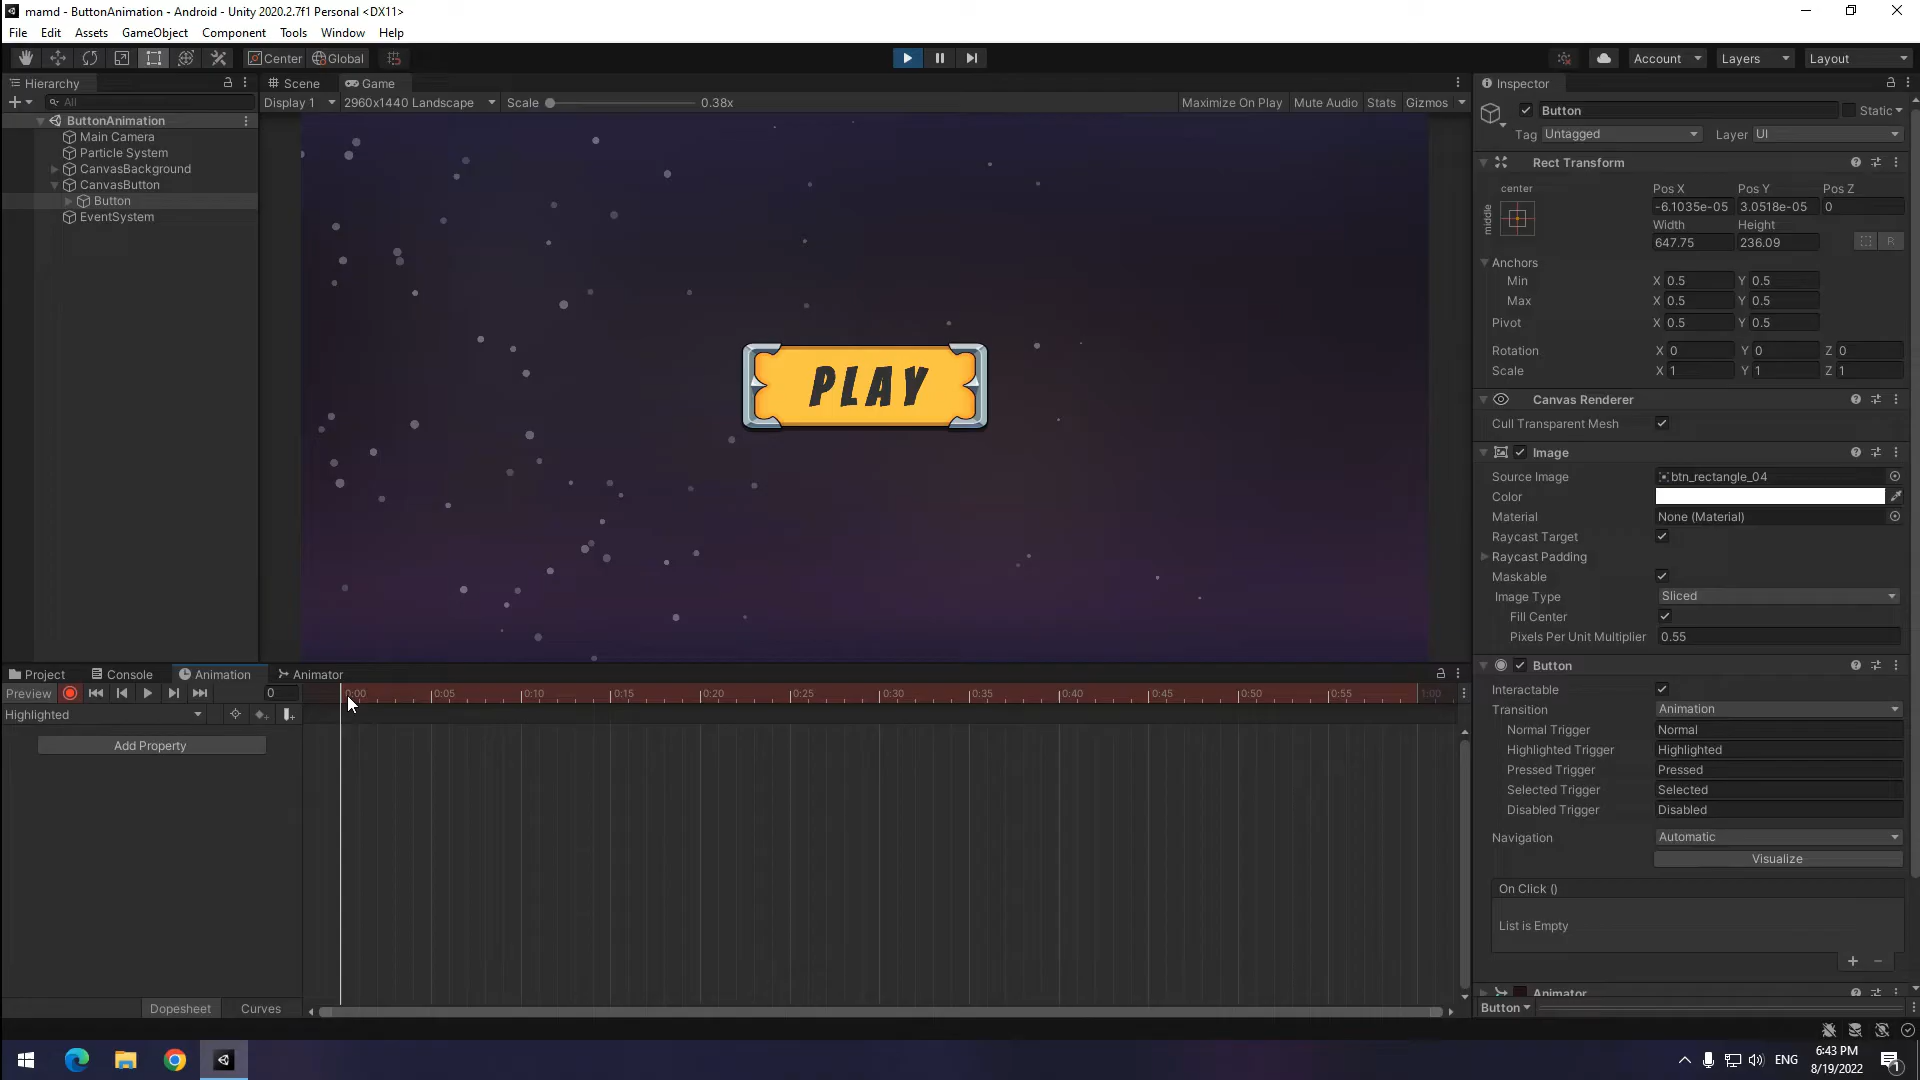 mamd - ButtonAnimation - Android - Unity 2020.2.7f1 Personal <DX11>
File Edit Assets GameObject Component Tools Window Help
Center Global Account Layers Layout
Hierarchy Scene Game Inspector
All Display 1 2960x1440 Landscape Scale 0.38x Maximize On Play Mute Audio Stats Gizmos
ButtonAnimation
Main Camera
Particle System
CanvasBackground
CanvasButton
Button
EventSystem
PLAY
Button Static
Tag Untagged Layer UI
Rect Transform
center
middle
Pos X Pos Y Pos Z
-6.1035e-05 3.0518e-05 0
Width Height
647.75 236.09 R
Anchors
Min X 0.5 Y 0.5
Max X 0.5 Y 0.5
Pivot X 0.5 Y 0.5
Rotation X 0 Y 0 Z 0
Scale X 1 Y 1 Z 1
Canvas Renderer
Cull Transparent Mesh
Image
Source Image btn_rectangle_04
Color
Material None (Material)
Raycast Target
Raycast Padding
Maskable
Image Type Sliced
Fill Center
Pixels Per Unit Multiplier 0.55
Button
Interactable
Transition Animation
Normal Trigger Normal
Highlighted Trigger Highlighted
Pressed Trigger Pressed
Selected Trigger Selected
Disabled Trigger Disabled
Navigation Automatic
Visualize
On Click ()
List is Empty
Animator
Button
Project Console Animation Animator
Preview 0 0:00 0:05 0:10 0:15 0:20 0:25 0:30 0:35 0:40 0:45 0:50 0:55 1:00
Highlighted
Add Property
Dopesheet Curves
ENG 6:43 PM
8/19/2022
1